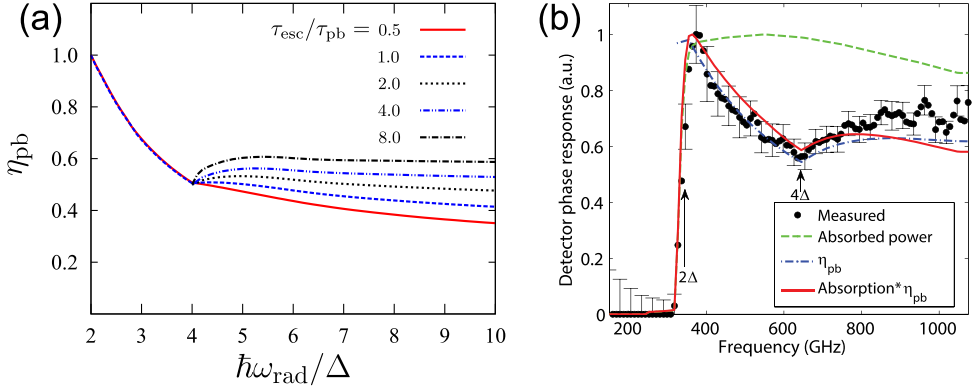 (a)
τesc/τpb = 0.5
1.0
2.0
4.0
8.0
ηpb
1.0
0.8
0.6
0.4
0.2
2 3 4 5 6 7 8 9 10
ħωrad/Δ
(b)
Detector phase response (a.u.)
1
0.8
0.6
0.4
0.2
0
2Δ
4Δ
Measured
Absorbed power
ηpb
Absorption* ηpb
200 400 600 800 1000
Frequency (GHz)